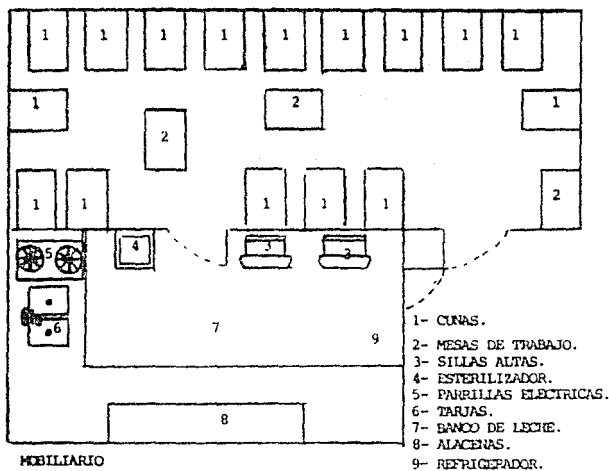 1 1 1 1 1 1 1 1 1
1 2 1
2
1 1 1 1 1 2
5 4 3 3
6 7 9
8
1- CUNAS.
2- MESAS DE TRABAJO.
3- SILLAS ALTAS.
4- ESTERILIZADOR.
5- PARRILLAS ELECTRICAS.
6- TARJAS.
7- BANCO DE LECHE.
8- ALACENAS.
9- REFRIGERADOR.
MOBILIARIO